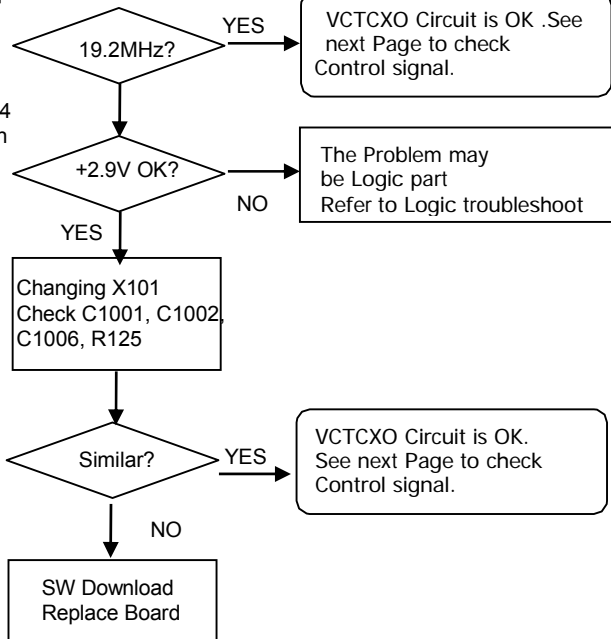 19.2MHz?
YES
VCTCXO Circuit is OK .See
next Page to check
Control signal.
4
+2.9V OK?
NO
The Problem may
be Logic part
Refer to Logic troubleshoot
YES
Changing X101
Check C1001, C1002,
C1006, R125
Similar?
YES
VCTCXO Circuit is OK.
See next Page to check
Control signal.
NO
SW Download
Replace Board